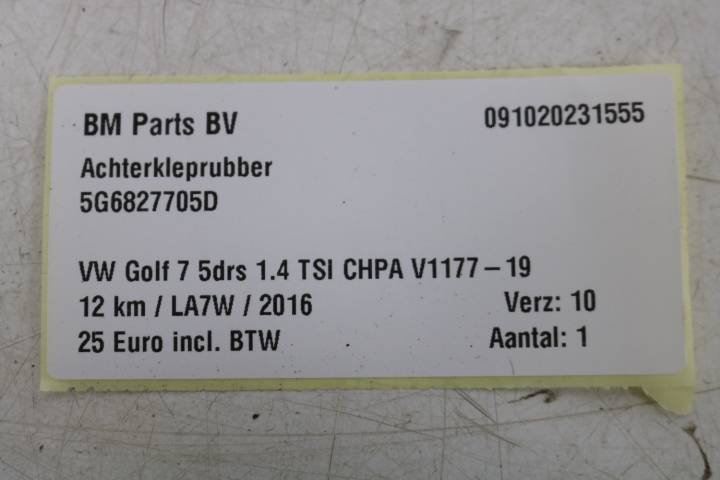 BM Parts BV 091020231555
Achterkleprubber
5G6827705D
VW Golf 7 5drs 1.4 TSI CHPA V1177-19
12 km / LA7W / 2016 Verz: 10
25 Euro incl. BTW Aantal: 1